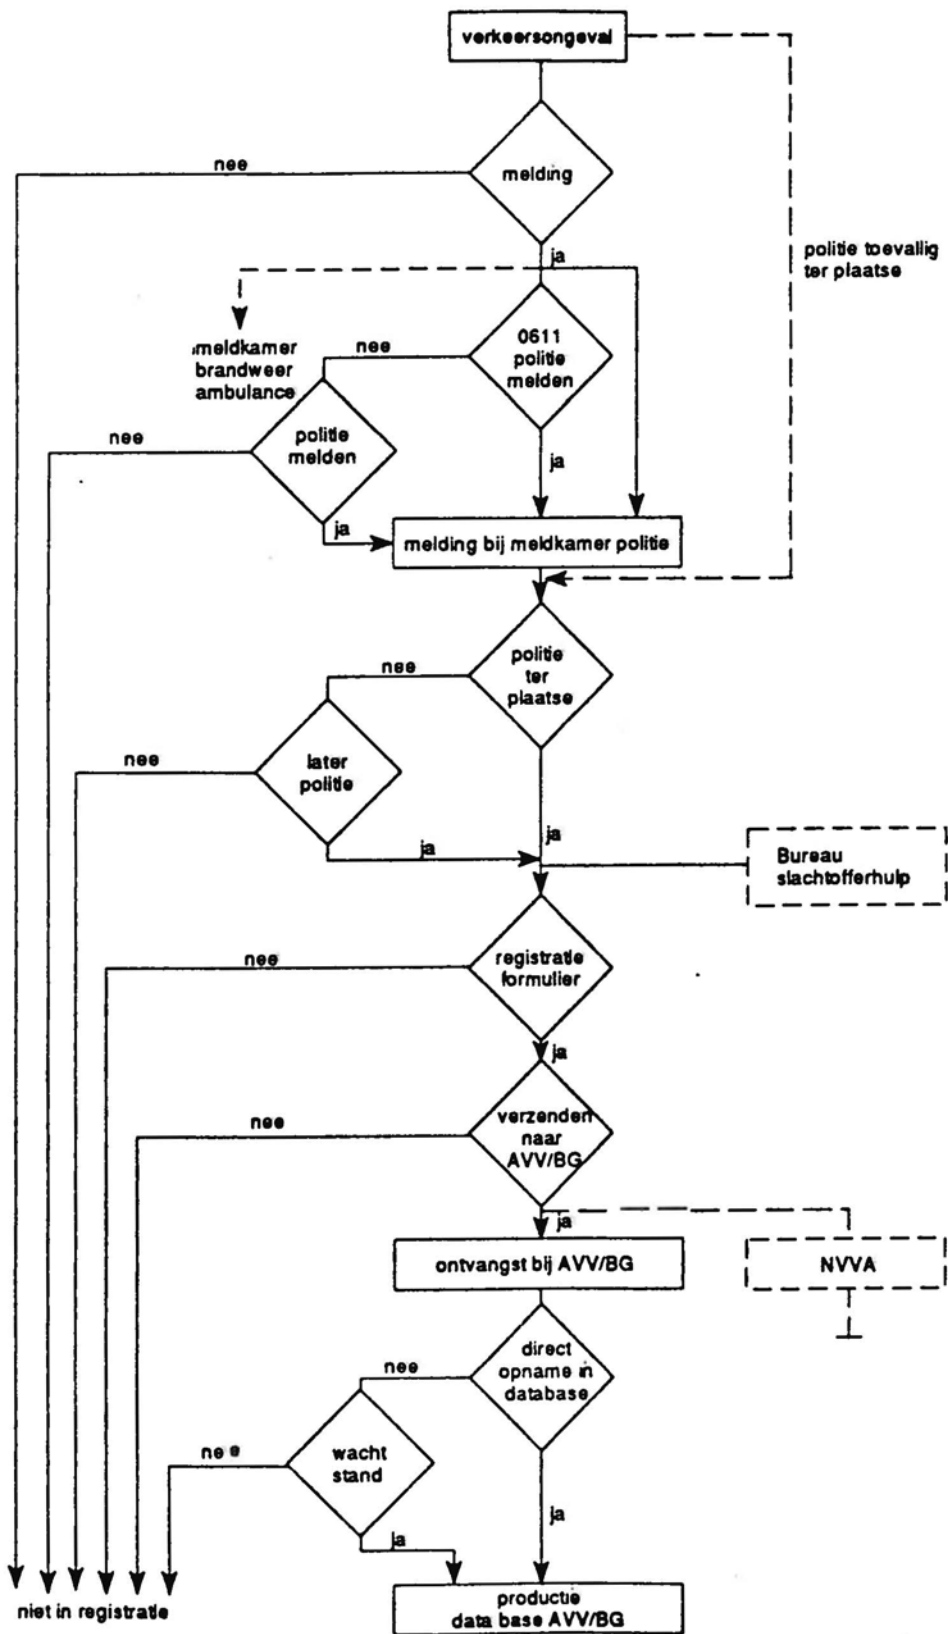 verkeersongeval
nee
melding
politie toevallig
ter plaatse
ja
meldkamer
brandweer
ambulance
nee
0611
politie
melden
nee
politie
melden
ja
ja
melding bij meldkamer politie
nee
politie
ter
plaatse
nee
later
politie
ja
ja
Bureau
slachtofferhulp
nee
registratie
formulier
ja
nee
verzenden
naar
AVV/BG
ja
ontvangst bij AVV/BG
NVVA
nee
direct
opname in
database
nee
wacht
stand
ja
ja
niet in registratie
productie
data base AVV/BG